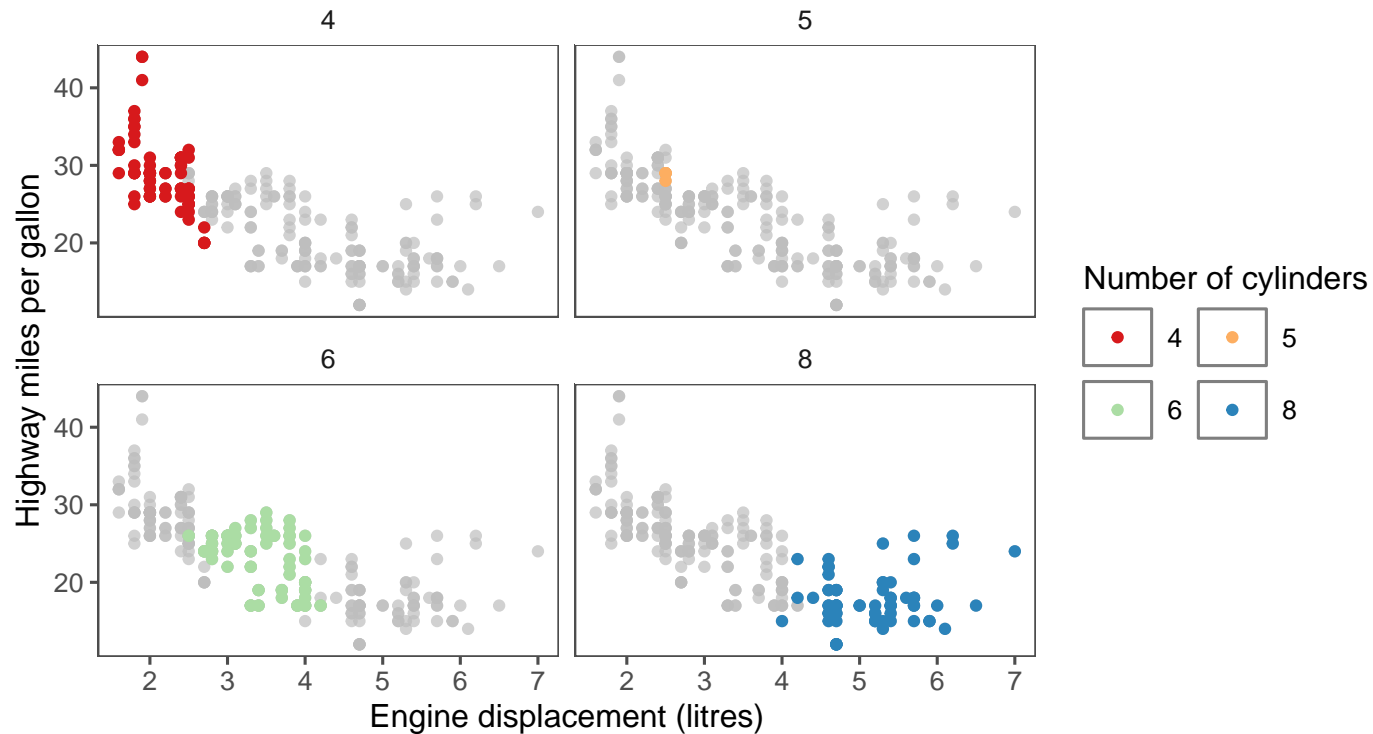 4 5
40
30
20
6 8
40
30
20
2 3 4 5 6 7 2 3 4 5 6 7
Engine displacement (litres)
Highway miles per gallon
Number of cylinders
4 5
6 8